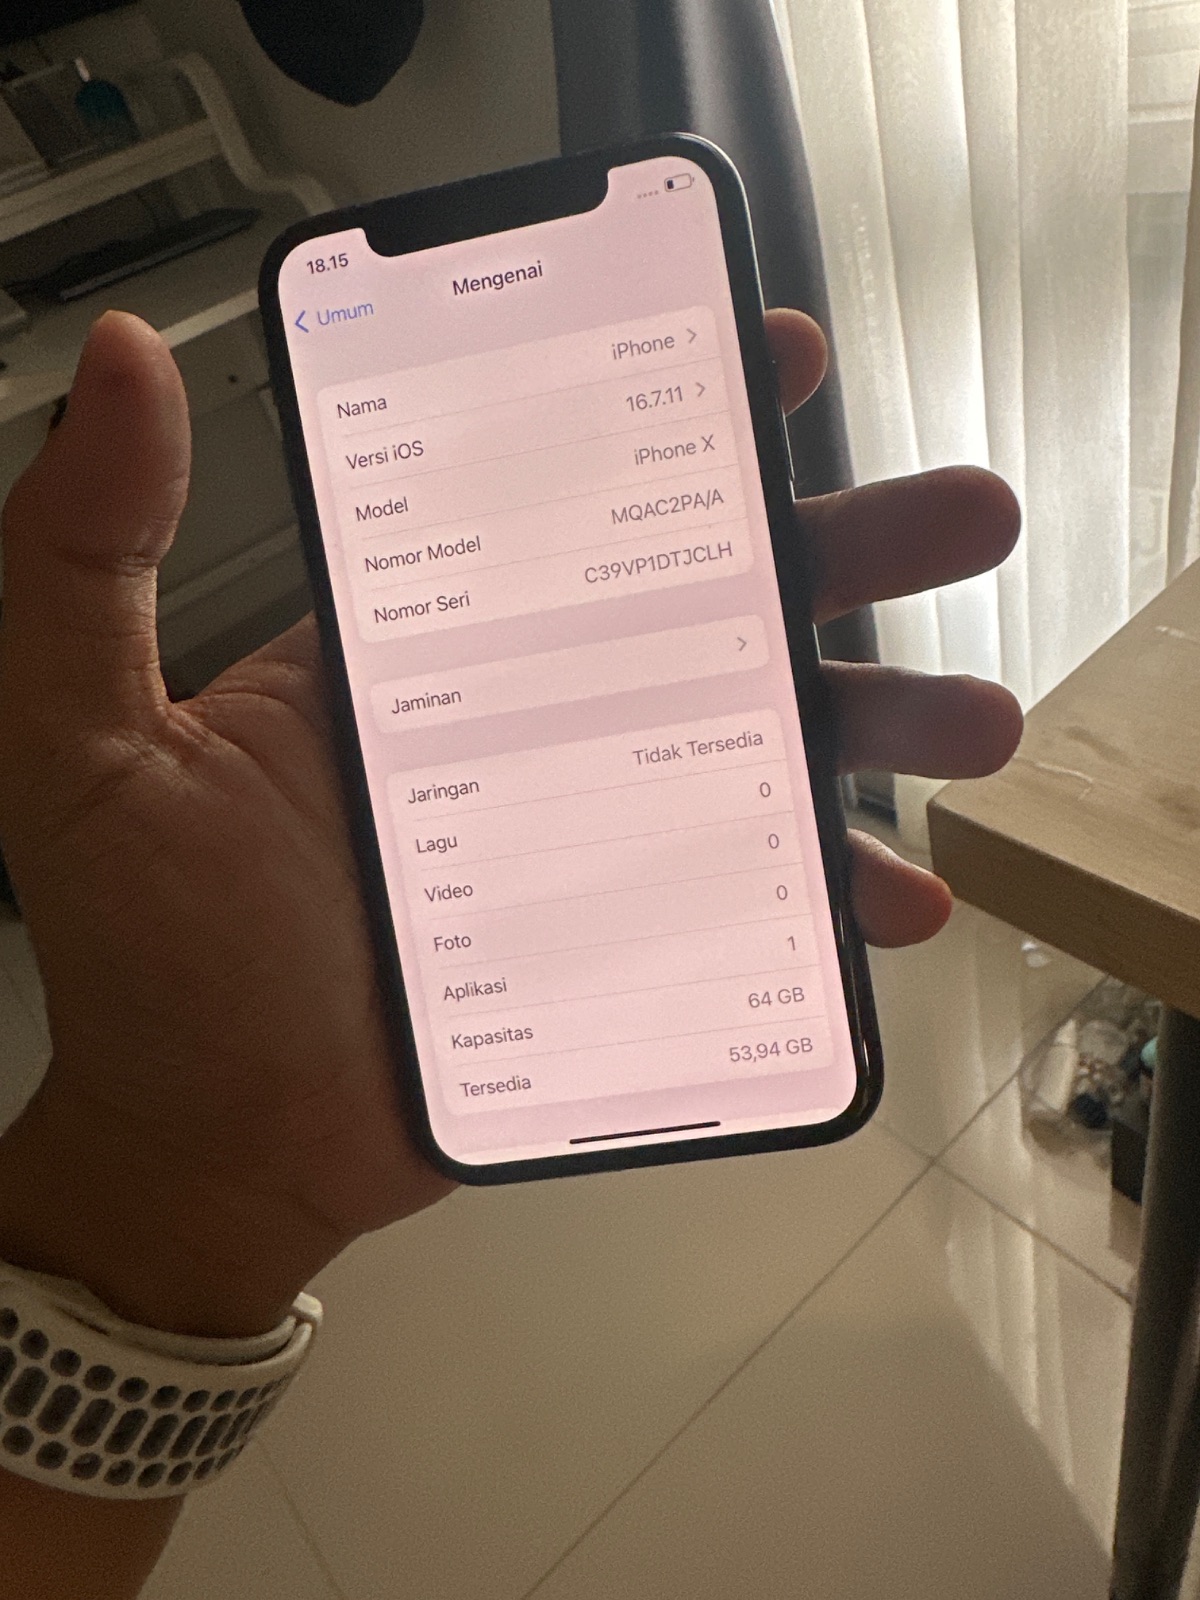 18.15
Umum
Mengenai
Nama iPhone
Versi iOS 16.7.11
Model iPhone X
Nomor Model MQAC2PA/A
Nomor Seri C39VP1DTJCLH
Jaminan
Jaringan Tidak Tersedia
Lagu 0
Video 0
Foto 0
Aplikasi 1
Kapasitas 64 GB
Tersedia 53,94 GB